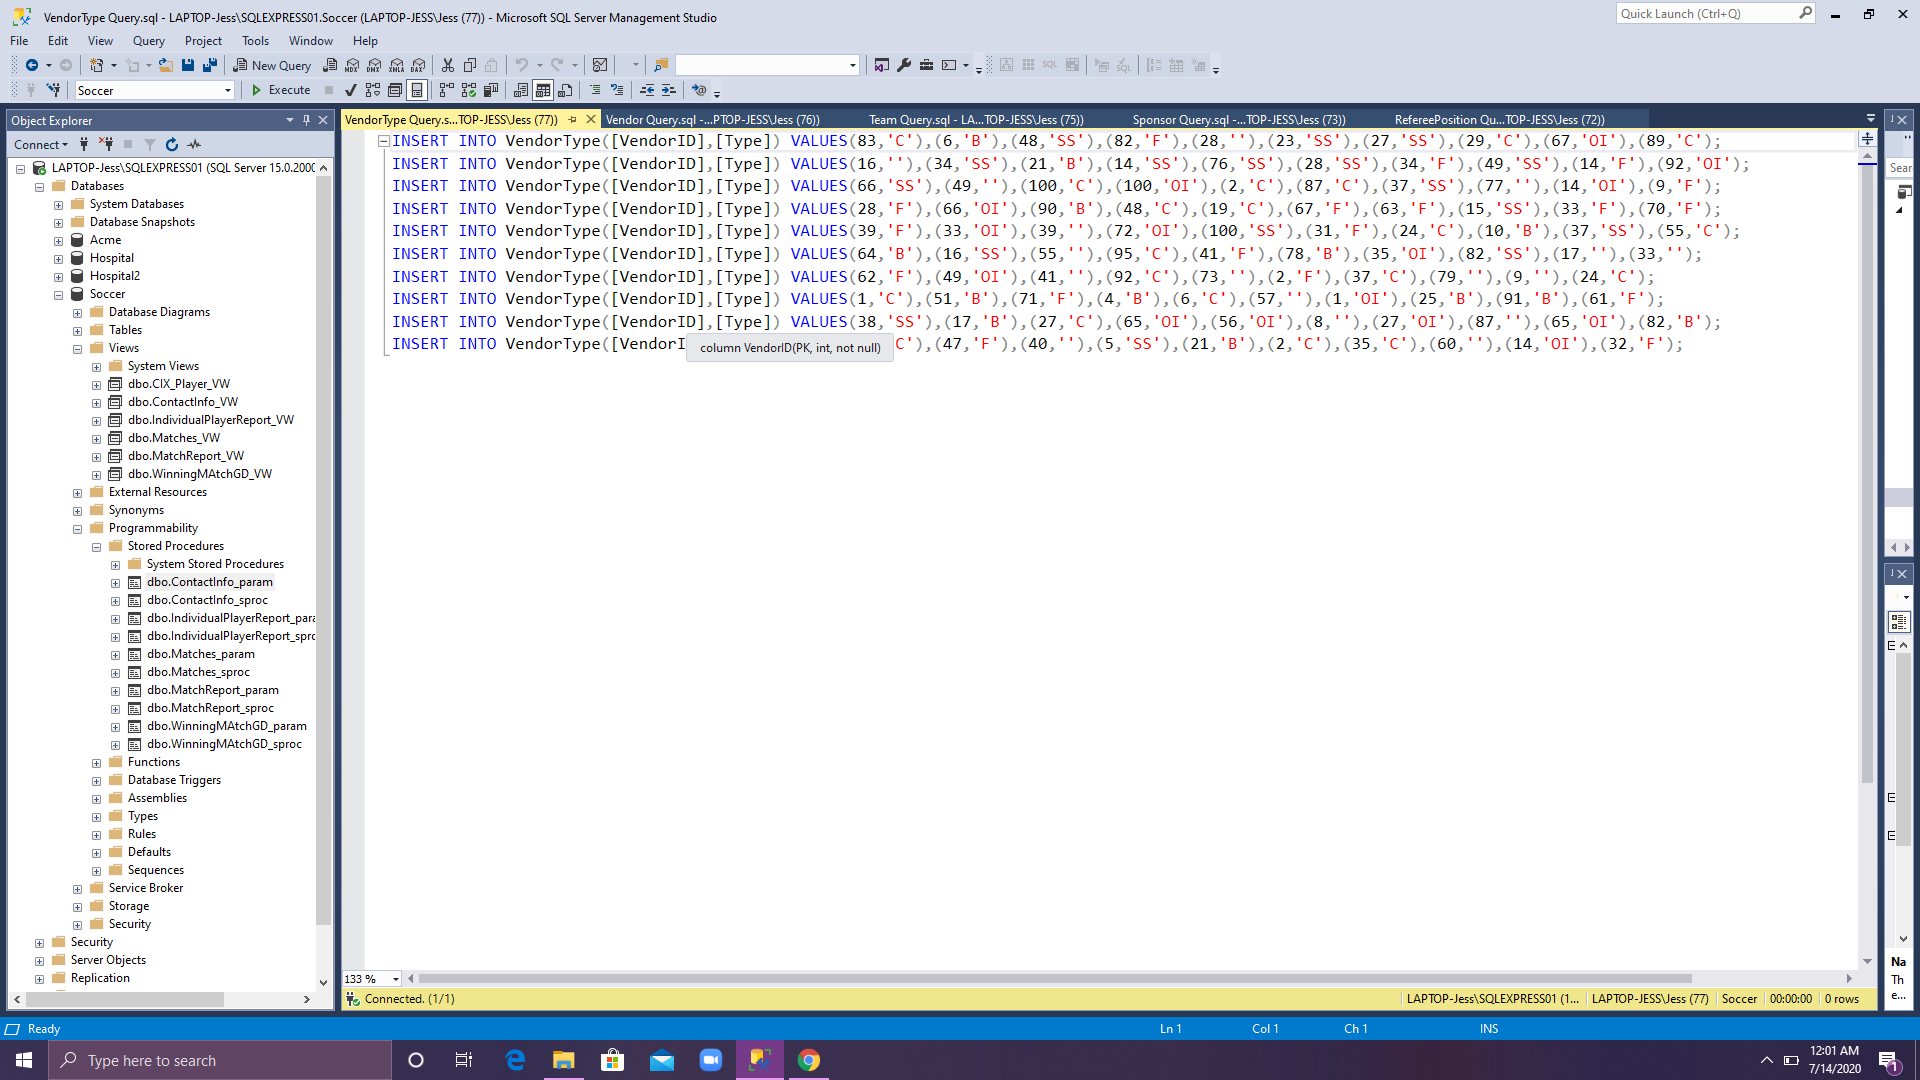 VendorType Query.sql - LAPTOP-Jess\SQLEXPRESS01.Soccer (LAPTOP-JESS\Jess (77)) - Microsoft SQL Server Management Studio
Quick Launch (Ctrl+Q)
File Edit View Query Project Tools Window Help
New Query MDX DMX XMLA DAX
Soccer Execute
Object Explorer
Connect
LAPTOP-Jess\SQLEXPRESS01 (SQL Server 15.0.2000
Databases
System Databases
Database Snapshots
Acme
Hospital
Hospital2
Soccer
Database Diagrams
Tables
Views
System Views
dbo.CIX_Player_VW
dbo.ContactInfo_VW
dbo.IndividualPlayerReport_VW
dbo.Matches_VW
dbo.MatchReport_VW
dbo.WinningMAtchGD_VW
External Resources
Synonyms
Programmability
Stored Procedures
System Stored Procedures
dbo.ContactInfo_param
dbo.ContactInfo_sproc
dbo.IndividualPlayerReport_para
dbo.IndividualPlayerReport_spro
dbo.Matches_param
dbo.Matches_sproc
dbo.MatchReport_param
dbo.MatchReport_sproc
dbo.WinningMAtchGD_param
dbo.WinningMAtchGD_sproc
Functions
Database Triggers
Assemblies
Types
Rules
Defaults
Sequences
Service Broker
Storage
Security
Security
Server Objects
Replication
VendorType Query.s...TOP-JESS\Jess (77)) Vendor Query.sql -...PTOP-JESS\Jess (76)) Team Query.sql - LA...TOP-JESS\Jess (75)) Sponsor Query.sql -...TOP-JESS\Jess (73)) RefereePosition Qu...TOP-JESS\Jess (72))
INSERT INTO VendorType([VendorID],[Type]) VALUES(83,'C'),(6,'B'),(48,'SS'),(82,'F'),(28,''),(23,'SS'),(27,'SS'),(29,'C'),(67,'OI'),(89,'C');
INSERT INTO VendorType([VendorID],[Type]) VALUES(16,''),(34,'SS'),(21,'B'),(14,'SS'),(76,'SS'),(28,'SS'),(34,'F'),(49,'SS'),(14,'F'),(92,'OI');
INSERT INTO VendorType([VendorID],[Type]) VALUES(66,'SS'),(49,''),(100,'C'),(100,'OI'),(2,'C'),(87,'C'),(37,'SS'),(77,''),(14,'OI'),(9,'F');
INSERT INTO VendorType([VendorID],[Type]) VALUES(28,'F'),(66,'OI'),(90,'B'),(48,'C'),(19,'C'),(67,'F'),(63,'F'),(15,'SS'),(33,'F'),(70,'F');
INSERT INTO VendorType([VendorID],[Type]) VALUES(39,'F'),(33,'OI'),(39,''),(72,'OI'),(100,'SS'),(31,'F'),(24,'C'),(10,'B'),(37,'SS'),(55,'C');
INSERT INTO VendorType([VendorID],[Type]) VALUES(64,'B'),(16,'SS'),(55,''),(95,'C'),(41,'F'),(78,'B'),(35,'OI'),(82,'SS'),(17,''),(33,'');
INSERT INTO VendorType([VendorID],[Type]) VALUES(62,'F'),(49,'OI'),(41,''),(92,'C'),(73,''),(2,'F'),(37,'C'),(79,''),(9,''),(24,'C');
INSERT INTO VendorType([VendorID],[Type]) VALUES(1,'C'),(51,'B'),(71,'F'),(4,'B'),(6,'C'),(57,''),(1,'OI'),(25,'B'),(91,'B'),(61,'F');
INSERT INTO VendorType([VendorID],[Type]) VALUES(38,'SS'),(17,'B'),(27,'C'),(65,'OI'),(56,'OI'),(8,''),(27,'OI'),(87,''),(65,'OI'),(82,'B');
INSERT INTO VendorType([VendorI C'),(47,'F'),(40,''),(5,'SS'),(21,'B'),(2,'C'),(35,'C'),(60,''),(14,'OI'),(32,'F');
column VendorID(PK, int, not null)
Sear
Na
Th
e...
133 %
Connected. (1/1) LAPTOP-Jess\SQLEXPRESS01 (1... LAPTOP-JESS\Jess (77) Soccer 00:00:00 0 rows
Ready Ln 1 Col 1 Ch 1 INS
Type here to search
12:01 AM
7/14/2020
1